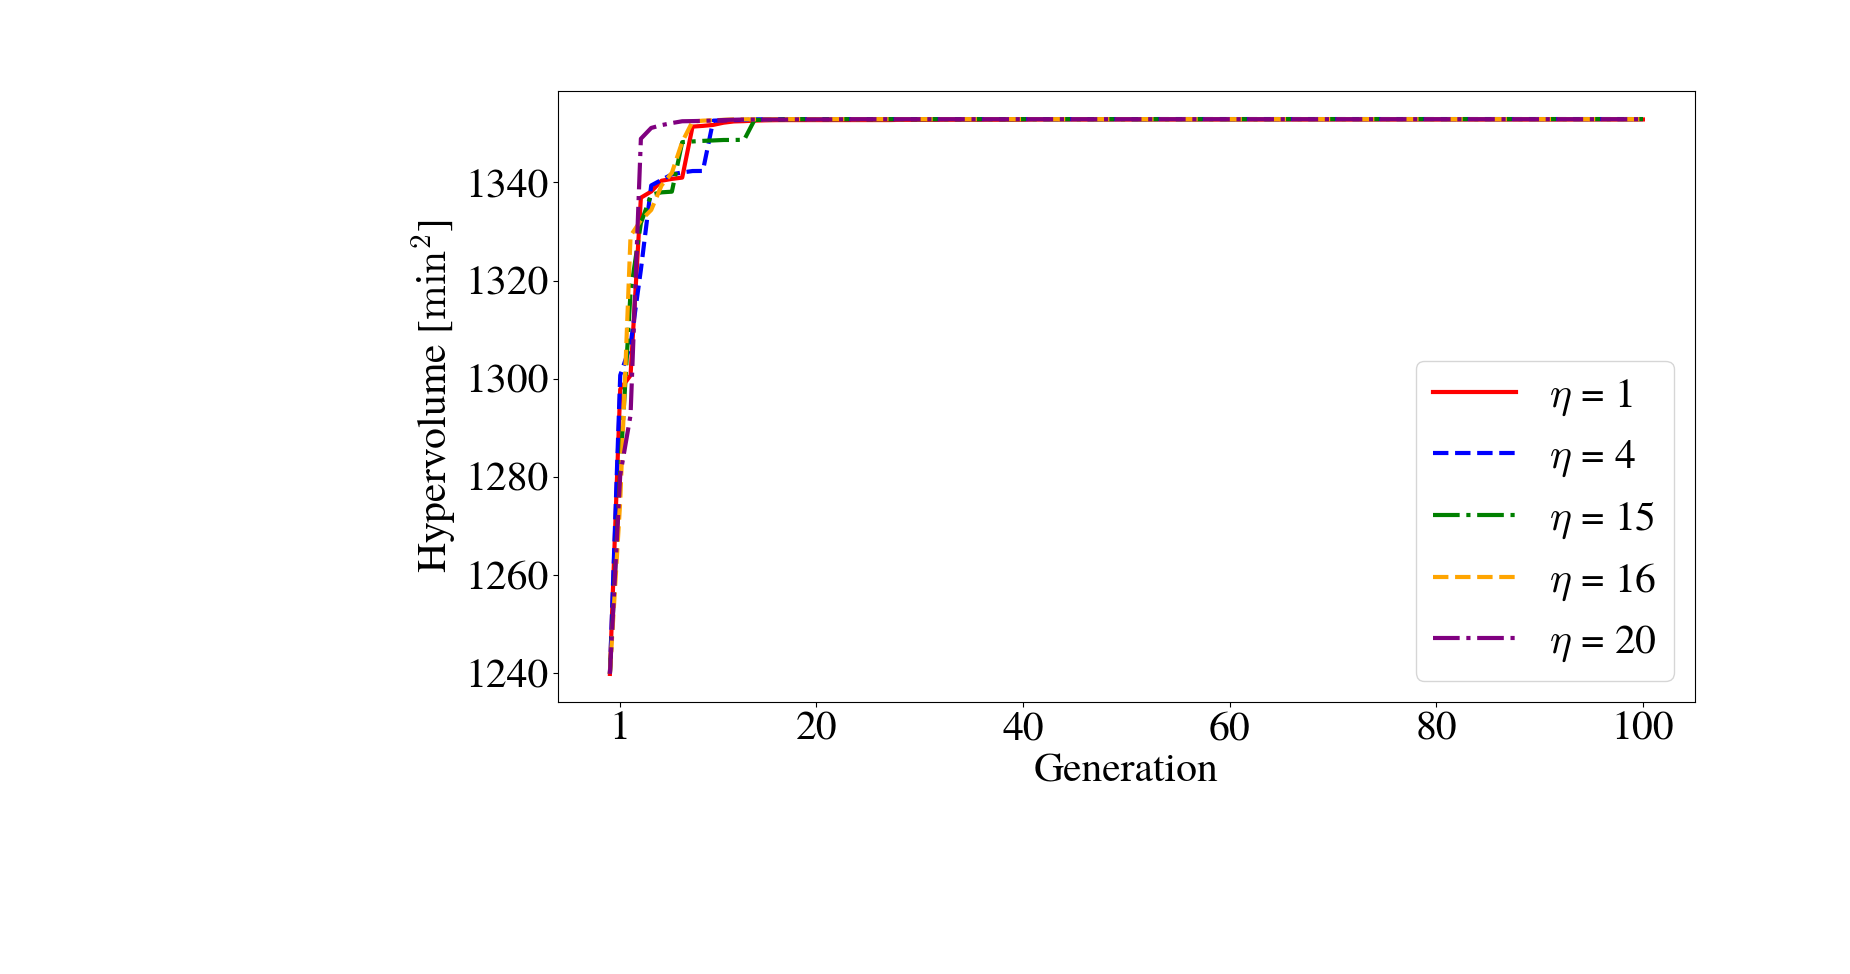 Hypervolume [min²]
1340
1320
1300
1280
1260
1240
1 20 40 60 80 100
Generation
η = 1
η = 4
η = 15
η = 16
η = 20